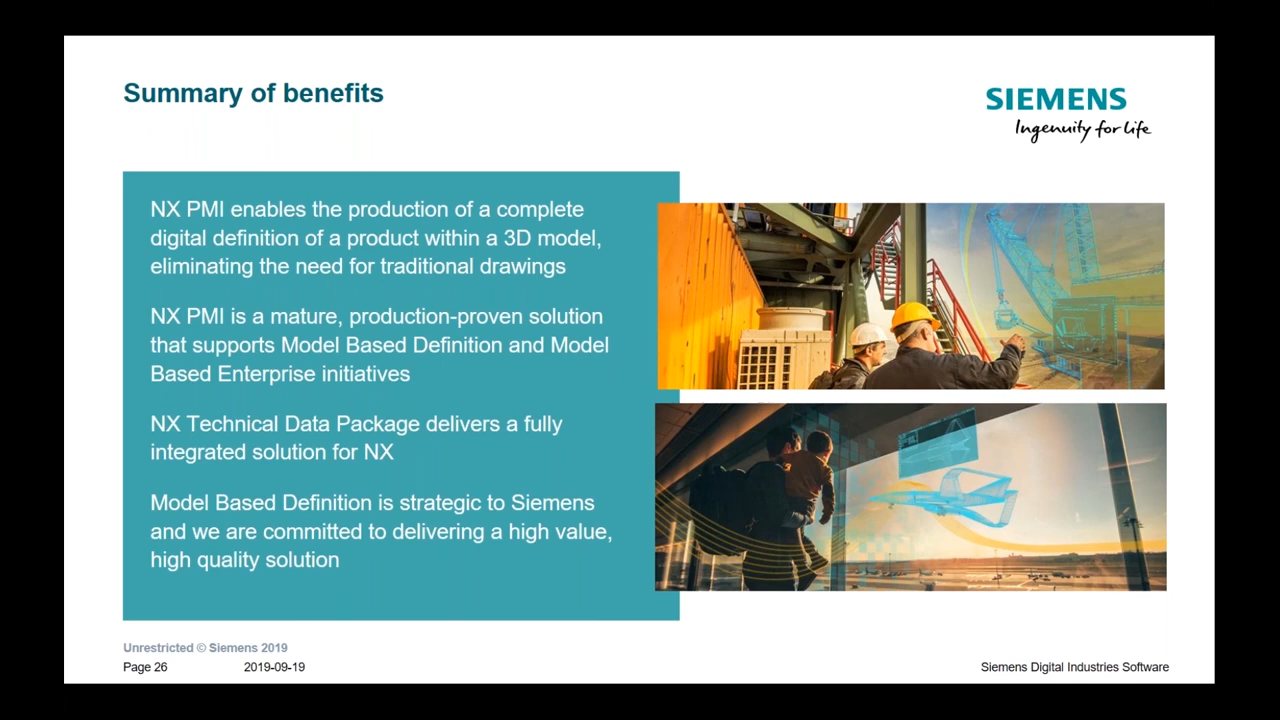 Summary of benefits
SIEMENS
Ingenuity for life
NX PMI enables the production of a complete
digital definition of a product within a 3D model,
eliminating the need for traditional drawings
NX PMI is a mature, production-proven solution
that supports Model Based Definition and Model
Based Enterprise initiatives
NX Technical Data Package delivers a fully
integrated solution for NX
Model Based Definition is strategic to Siemens
and we are committed to delivering a high value,
high quality solution
Unrestricted © Siemens 2019
Page 26 2019-09-19 Siemens Digital Industries Software